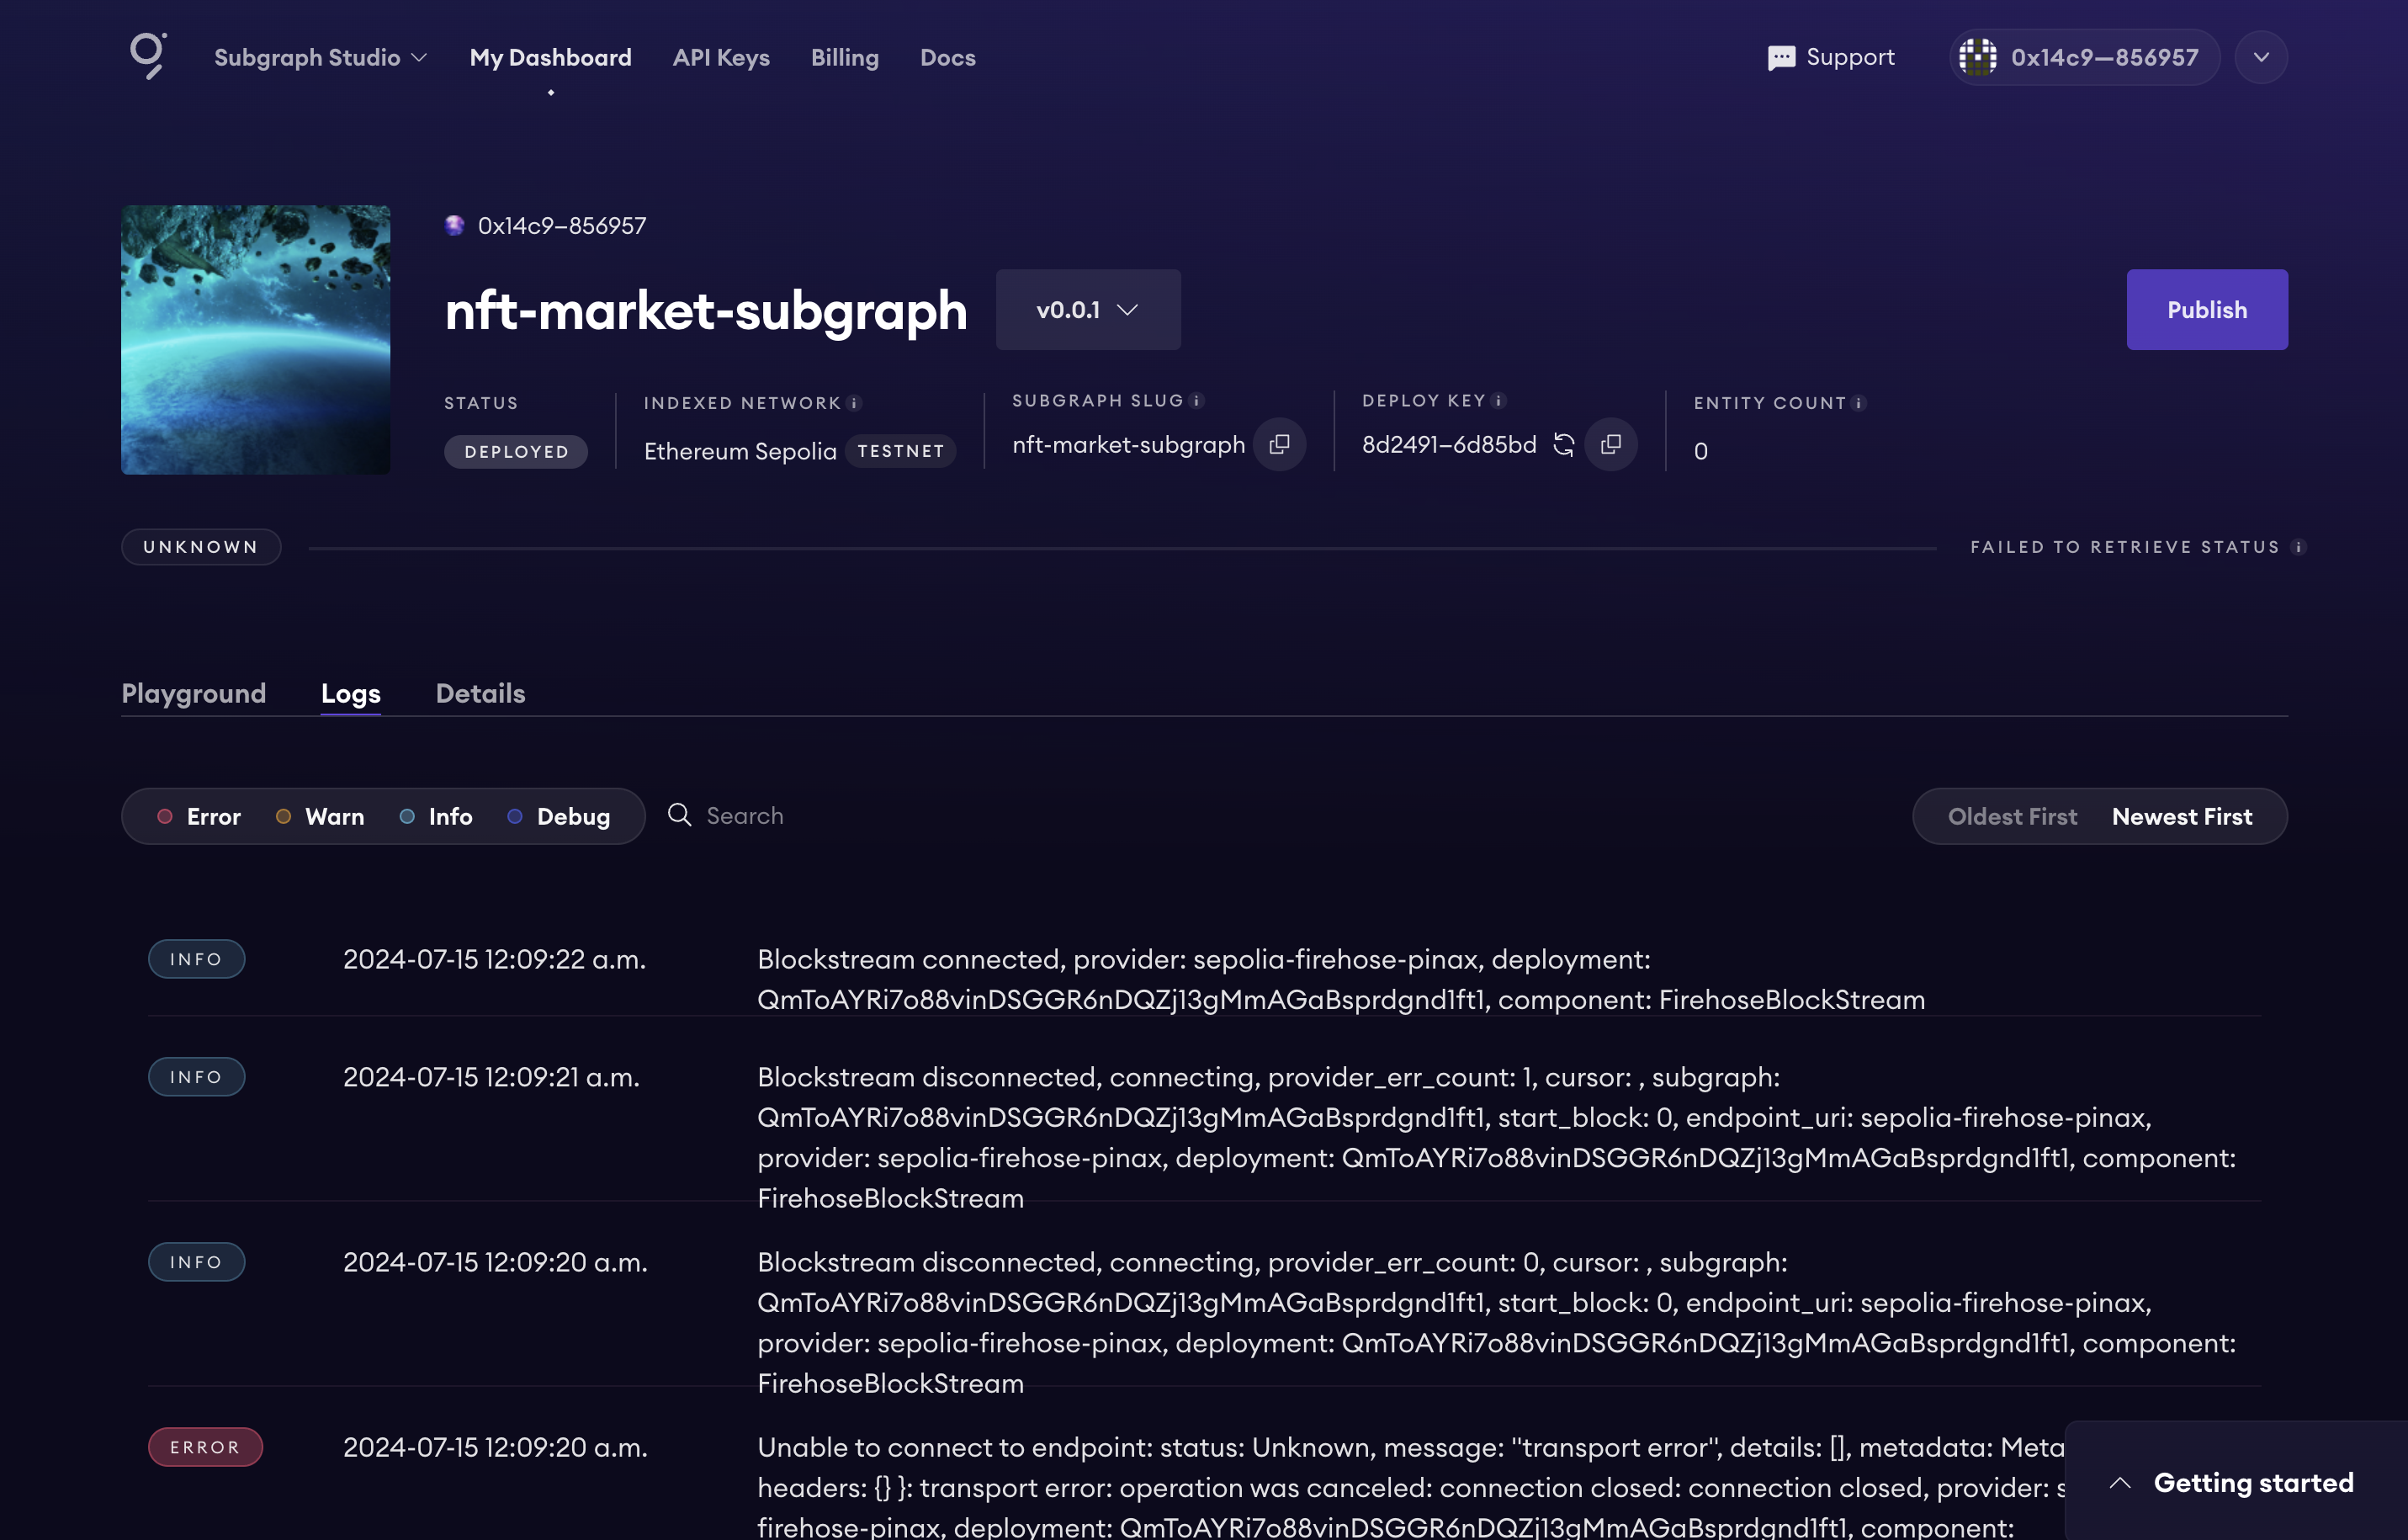 Subgraph Studio My Dashboard API Keys Billing Docs Support 0x14c9—856957
0x14c9–856957
nft-market-subgraph v0.0.1 Publish
STATUS INDEXED NETWORK SUBGRAPH SLUG DEPLOY KEY ENTITY COUNT
DEPLOYED Ethereum Sepolia TESTNET nft-market-subgraph 8d2491–6d85bd 0
UNKNOWN FAILED TO RETRIEVE STATUS
Playground Logs Details
Error Warn Info Debug Search Oldest First Newest First
INFO 2024-07-15 12:09:22 a.m. Blockstream connected, provider: sepolia-firehose-pinax, deployment:
QmToAYRi7o88vinDSGGR6nDQZj13gMmAGaBsprdgnd1ft1, component: FirehoseBlockStream
INFO 2024-07-15 12:09:21 a.m. Blockstream disconnected, connecting, provider_err_count: 1, cursor: , subgraph:
QmToAYRi7o88vinDSGGR6nDQZj13gMmAGaBsprdgnd1ft1, start_block: 0, endpoint_uri: sepolia-firehose-pinax,
provider: sepolia-firehose-pinax, deployment: QmToAYRi7o88vinDSGGR6nDQZj13gMmAGaBsprdgnd1ft1, component:
FirehoseBlockStream
INFO 2024-07-15 12:09:20 a.m. Blockstream disconnected, connecting, provider_err_count: 0, cursor: , subgraph:
QmToAYRi7o88vinDSGGR6nDQZj13gMmAGaBsprdgnd1ft1, start_block: 0, endpoint_uri: sepolia-firehose-pinax,
provider: sepolia-firehose-pinax, deployment: QmToAYRi7o88vinDSGGR6nDQZj13gMmAGaBsprdgnd1ft1, component:
FirehoseBlockStream
ERROR 2024-07-15 12:09:20 a.m. Unable to connect to endpoint: status: Unknown, message: "transport error", details: [], metadata: Meta
headers: {} }: transport error: operation was canceled: connection closed: connection closed, provider: s
firehose-pinax, deployment: QmToAYRi7o88vinDSGGR6nDQZj13gMmAGaBsprdgnd1ft1, component:
Getting started